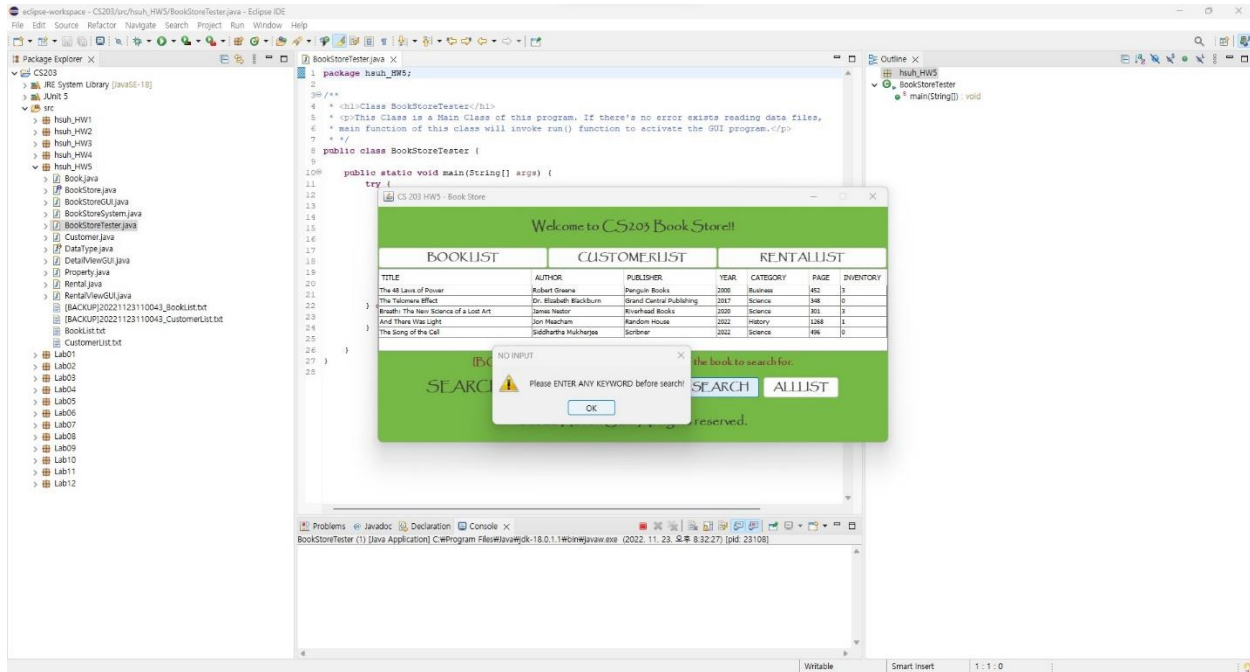 eclipse-workspace - CS203/src/hsuh_HW5/BookStoreTester.java - Eclipse IDE
File Edit Source Refactor Navigate Search Project Run Window Help
Package Explorer
CS203
JRE System Library [JavaSE-18]
JUnit 5
src
hsuh_HW1
hsuh_HW2
hsuh_HW3
hsuh_HW4
hsuh_HW5
Book.java
BookStore.java
BookStoreGUI.java
BookStoreSystem.java
BookStoreTester.java
Customer.java
DataType.java
DetailViewGUI.java
Property.java
Rental.java
RentalViewGUI.java
[BACKUP]20221123110043_BookList.txt
[BACKUP]20221123110043_CustomerList.txt
BookList.txt
CustomerList.txt
Lab01
Lab02
Lab03
Lab04
Lab05
Lab06
Lab07
Lab08
Lab09
Lab10
Lab11
Lab12
BookStoreTester.java
1 package hsuh_HW5;
2
3 /**
4 * <h1>Class BookStoreTester</h1>
5 * <p>This Class is a Main Class of this program. If there's no error exists reading data files,
6 * main function of this class will invoke run() function to activate the GUI program.</p>
7 * */
8 public class BookStoreTester {
9
10 public static void main(String[] args) {
11 try {
12
13
14
15
16
17
18
19
20
21
22 }
23
24 }
25
26 }
27 }
28
CS 203 HW5 - Book Store
Welcome to CS203 Book Store!!
BOOKLIST CUSTOMERLIST RENTALLIST
TITLE AUTHOR PUBLISHER YEAR CATEGORY PAGE INVENTORY
The 48 Laws of Power Robert Greene Penguin Books 2000 Business 452 3
The Telomere Effect Dr. Elizabeth Blackburn Grand Central Publishing 2017 Science 348 0
Breath: The New Science of a Lost Art James Nestor Riverhead Books 2020 Science 301 3
And There Was Light Jon Meacham Random House 2022 History 1268 1
The Song of the Cell Siddhartha Mukherjee Scribner 2022 Science 496 0
the book to search for.
SEARCH ALLLIST
reserved.
NO INPUT
Please ENTER ANY KEYWORD before search!
OK
Outline
hsuh_HW5
BookStoreTester
main(String[]) : void
Problems Javadoc Declaration Console
BookStoreTester (1) [Java Application] C:₩Program Files₩Java₩jdk-18.0.1.1₩bin₩javaw.exe (2022. 11. 23. 오후 8:32:27) [pid: 23108]
Writable Smart Insert 1 : 1 : 0